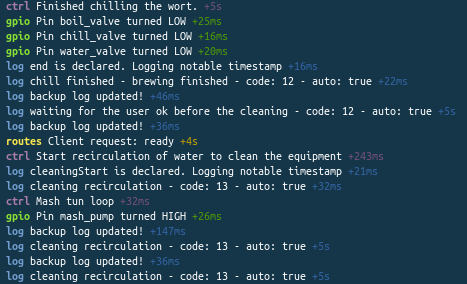 ctrl Finished chilling the wort. +5s
gpio Pin boil_valve turned LOW +25ms
gpio Pin chill_valve turned LOW +16ms
gpio Pin water_valve turned LOW +20ms
log end is declared. Logging notable timestamp +16ms
log chill finished - brewing finished - code: 12 - auto: true +22ms
log backup log updated! +46ms
log waiting for the user ok before the cleaning - code: 12 - auto: true +5s
log backup log updated! +36ms
routes Client request: ready +4s
ctrl Start recirculation of water to clean the equipment +243ms
log cleaningStart is declared. Logging notable timestamp +21ms
log cleaning recirculation - code: 13 - auto: true +32ms
ctrl Mash tun loop +32ms
gpio Pin mash_pump turned HIGH +26ms
log backup log updated! +147ms
log cleaning recirculation - code: 13 - auto: true +5s
log backup log updated! +36ms
log cleaning recirculation - code: 13 - auto: true +5s